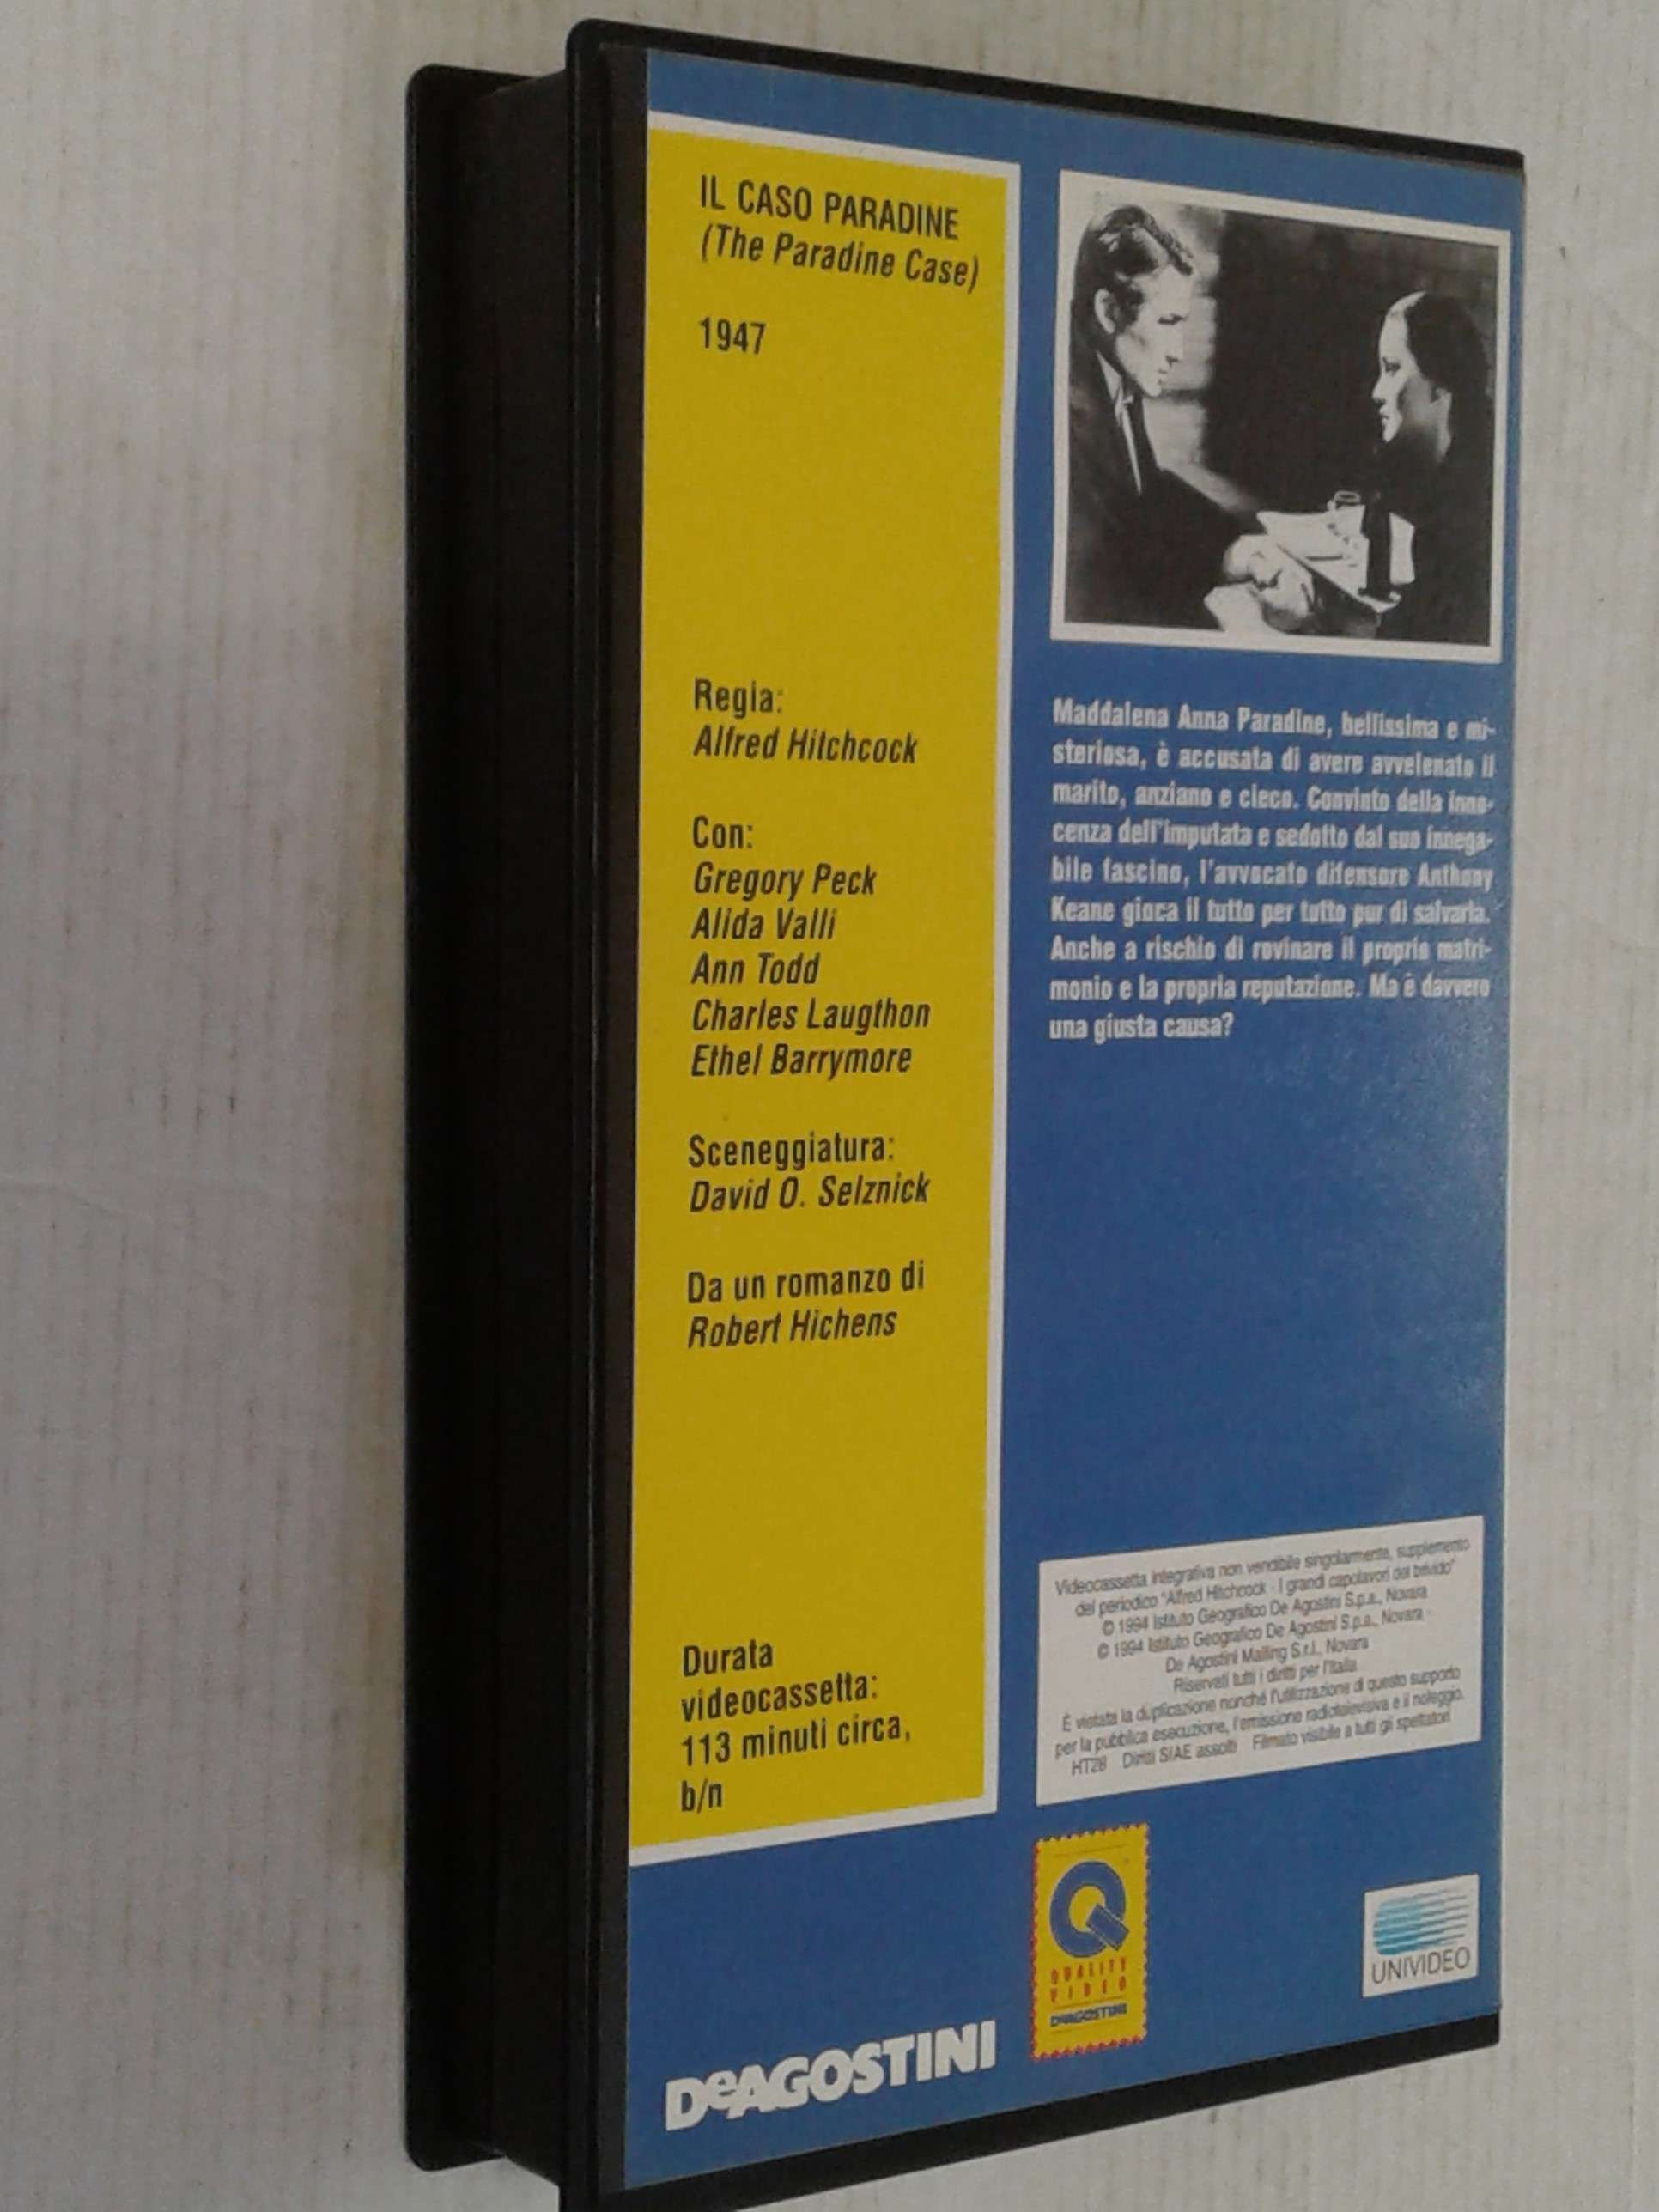 IL CASO PARADINE
(The Paradine Case)
1947
Regia:
Alfred Hitchcock
Con:
Gregory Peck
Alida Valli
Ann Todd
Charles Laugthon
Ethel Barrymore
Sceneggiatura:
David O. Selznick
Da un romanzo di
Robert Hichens
Durata
videocassetta:
113 minuti circa,
b/n
DeAGOSTINI
Maddalena Anna Paradine, bellissima e mi-
steriosa, è accusata di avere avvelenato il
marito, anziano e cieco. Convinto della inno-
cenza dell'imputata e sedotto dal suo innega-
bile fascino, l'avvocato difensore Anthony
Keane gioca il tutto per tutto pur di salvarla.
Anche a rischio di rovinare il proprio matri-
monio e la propria reputazione. Ma è davvero
una giusta causa?
Videocassetta integrativa non vendibile singolarmente, supplemento
del periodico "Alfred Hitchcock - I grandi capolavori del brivido"
© 1994 Istituto Geografico De Agostini S.p.a., Novara
© 1994 Istituto Geografico De Agostini S.p.a., Novara -
De Agostini Mailing S.r.l., Novara
Riservati tutti i diritti per l'Italia
È vietata la duplicazione nonché l'utilizzazione di questo supporto
per la pubblica esecuzione, l'emissione radiotelevisiva e il noleggio.
HT28 Diritti SIAE assolti Filmato visibile a tutti gli spettatori
Q
QUALITY
VIDEO
DeAGOSTINI
UNIVIDEO